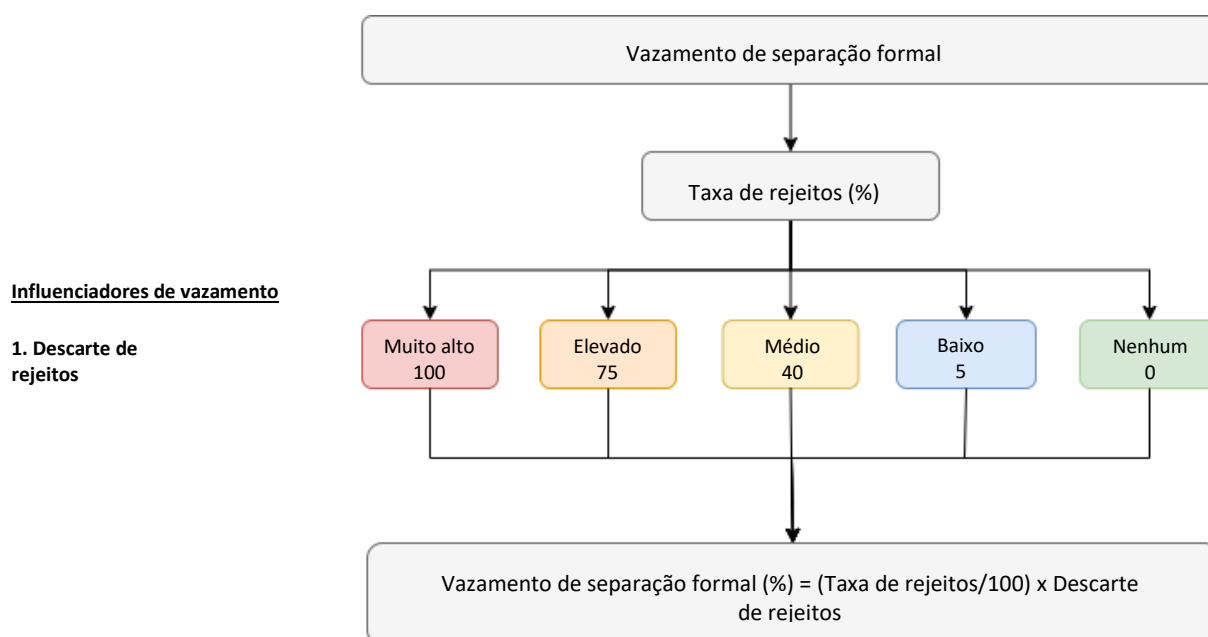 Vazamento de separação formal
Taxa de rejeitos (%)
Influenciadores de vazamento
1. Descarte de
rejeitos
Muito alto
100
Elevado
75
Médio
40
Baixo
5
Nenhum
0
Vazamento de separação formal (%) = (Taxa de rejeitos/100) x Descarte
de rejeitos